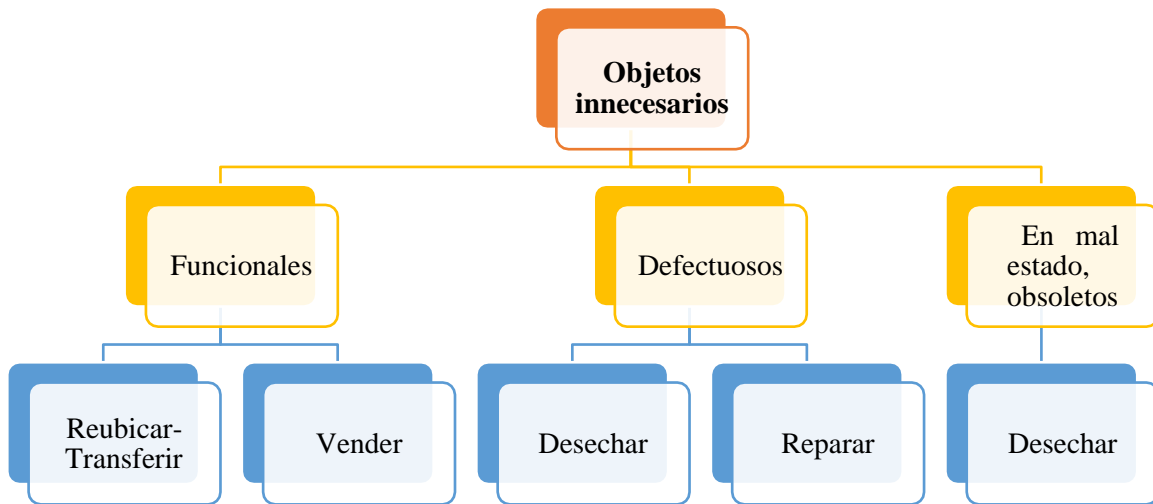 Objetos
innecesarios
Funcionales
Defectuosos
En mal
estado,
obsoletos
Reubicar-
Transferir
Vender
Desechar
Reparar
Desechar